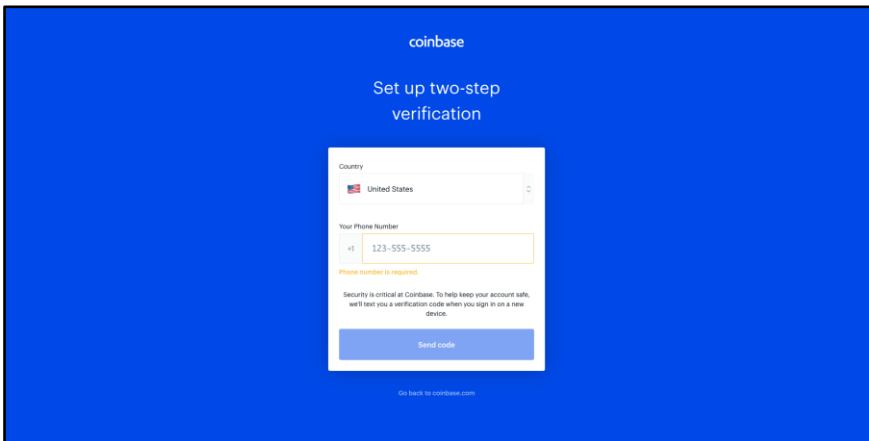 coinbase
Set up two-step
verification
Country
United States
Your Phone Number
+1 123-555-5555
Phone number is required.
Security is critical at Coinbase. To help keep your account safe,
we'll text you a verification code when you sign in on a new
device.
Send code
Go back to coinbase.com